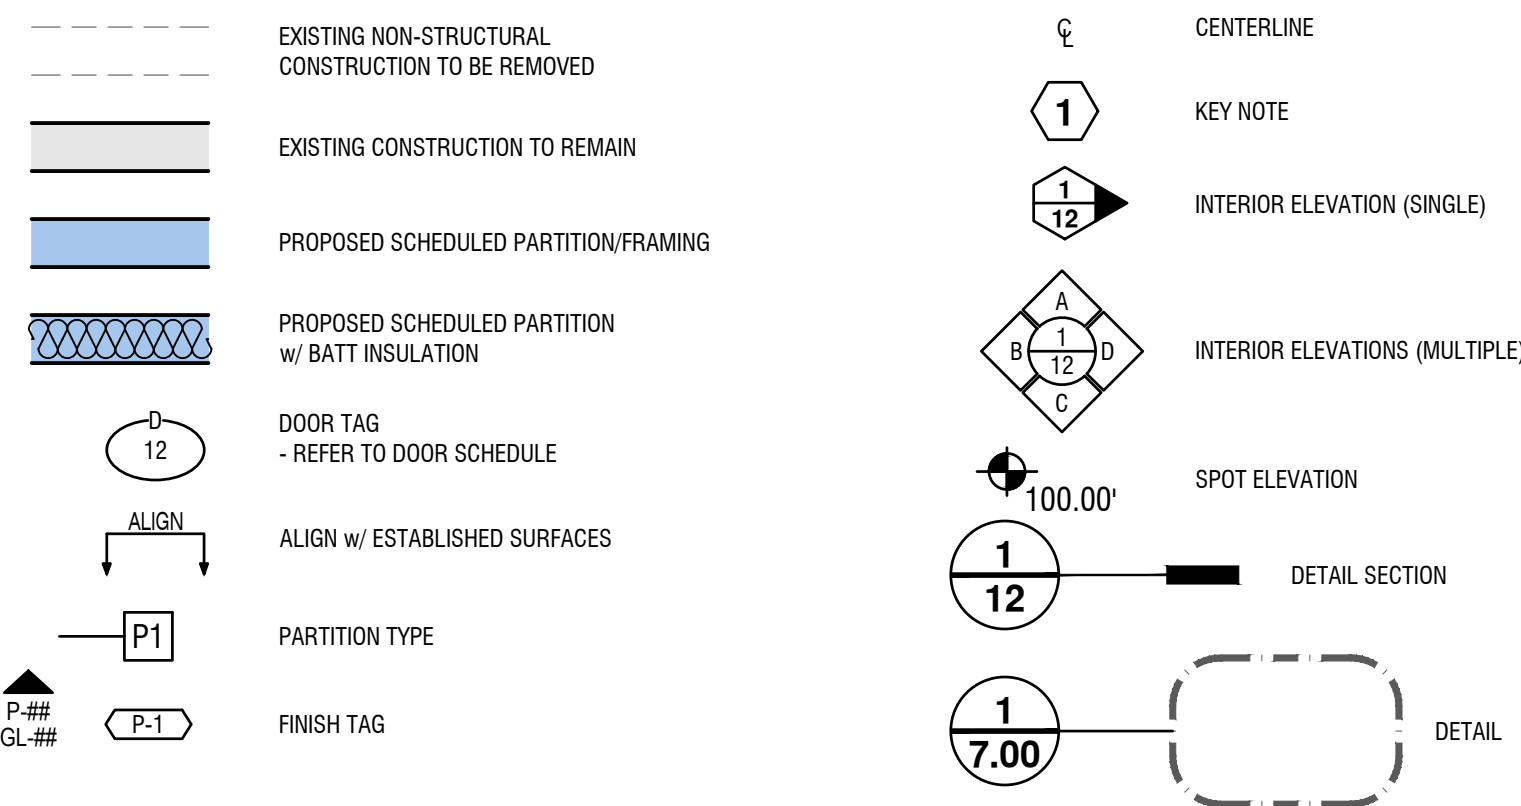 EXISTING NON-STRUCTURAL
CONSTRUCTION TO BE REMOVED
EXISTING CONSTRUCTION TO REMAIN
PROPOSED SCHEDULED PARTITION/FRAMING
PROPOSED SCHEDULED PARTITION
w/ BATT INSULATION
D
12
DOOR TAG
- REFER TO DOOR SCHEDULE
ALIGN
ALIGN w/ ESTABLISHED SURFACES
P1
PARTITION TYPE
P-##
GL-##
P-1
FINISH TAG
℄
CENTERLINE
1
KEY NOTE
1
12
INTERIOR ELEVATION (SINGLE)
A
B
1
12
D
C
INTERIOR ELEVATIONS (MULTIPLE)
100.00'
SPOT ELEVATION
1
12
DETAIL SECTION
1
7.00
DETAIL